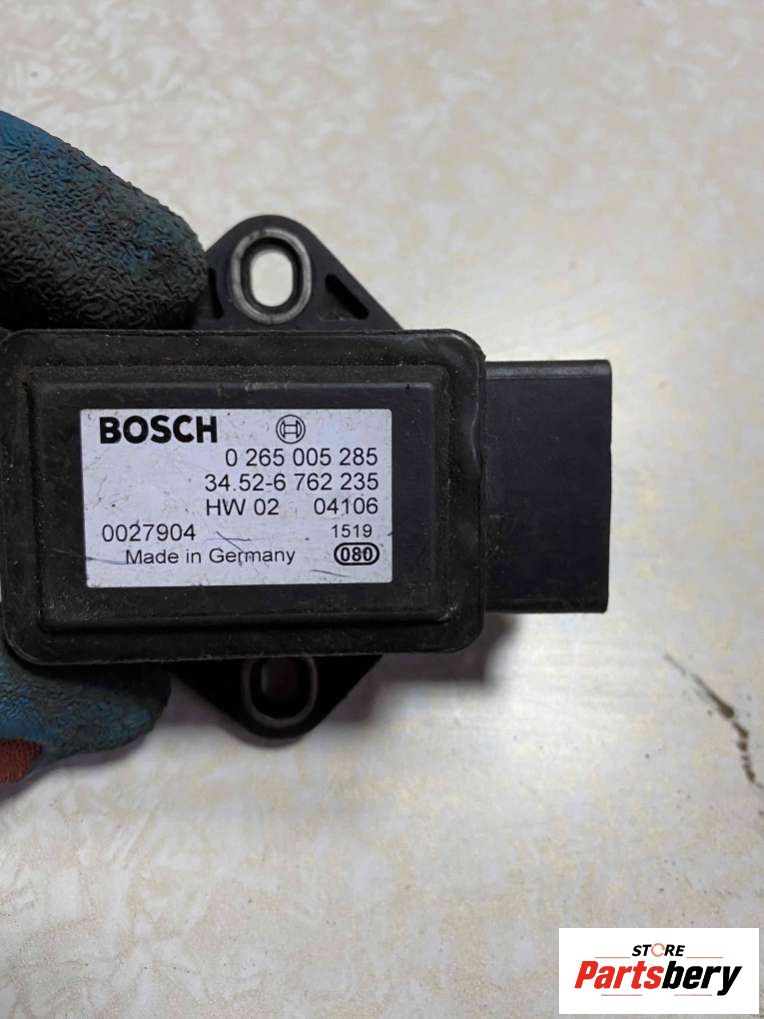 BOSCH
0 265 005 285
34.52-6 762 235
HW 02 04106
0027904 1519
Made in Germany 080
STORE
Partsbery